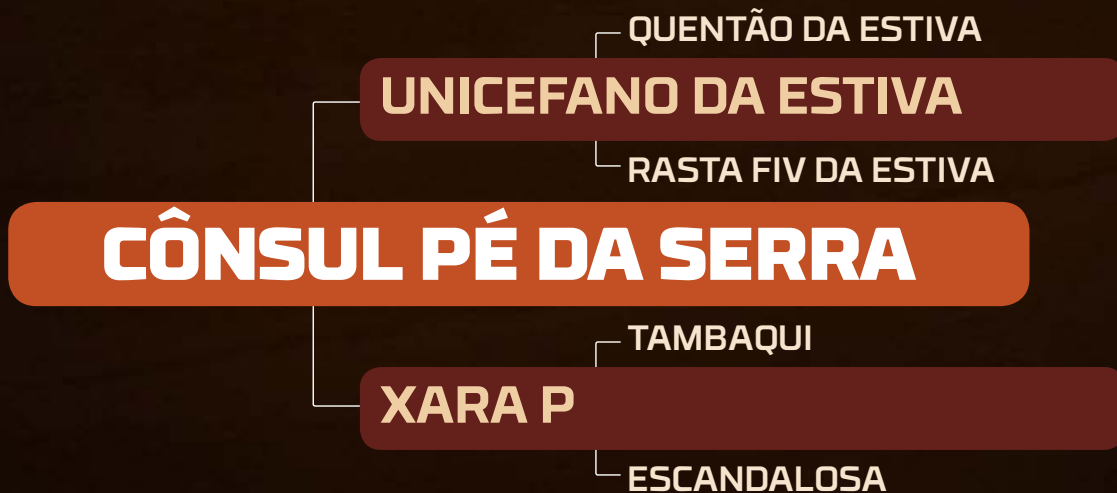 QUENTÃO DA ESTIVA
UNICEFANO DA ESTIVA
RASTA FIV DA ESTIVA
CÔNSUL PÉ DA SERRA
TAMBAQUI
XARA P
ESCANDALOSA